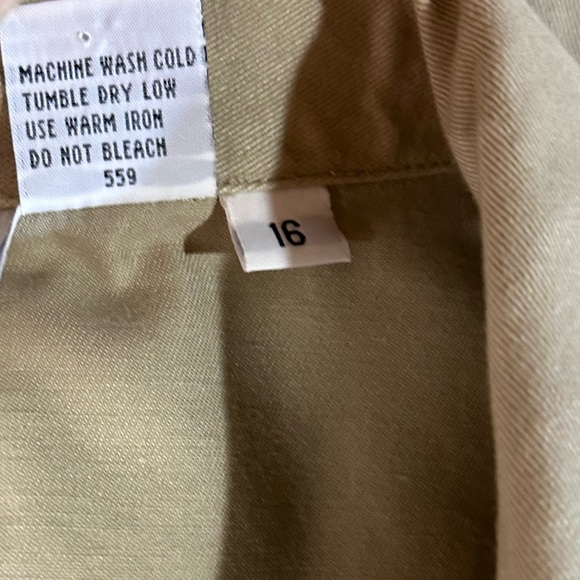 MACHINE WASH COLD
TUMBLE DRY LOW
USE WARM IRON
DO NOT BLEACH
559
16